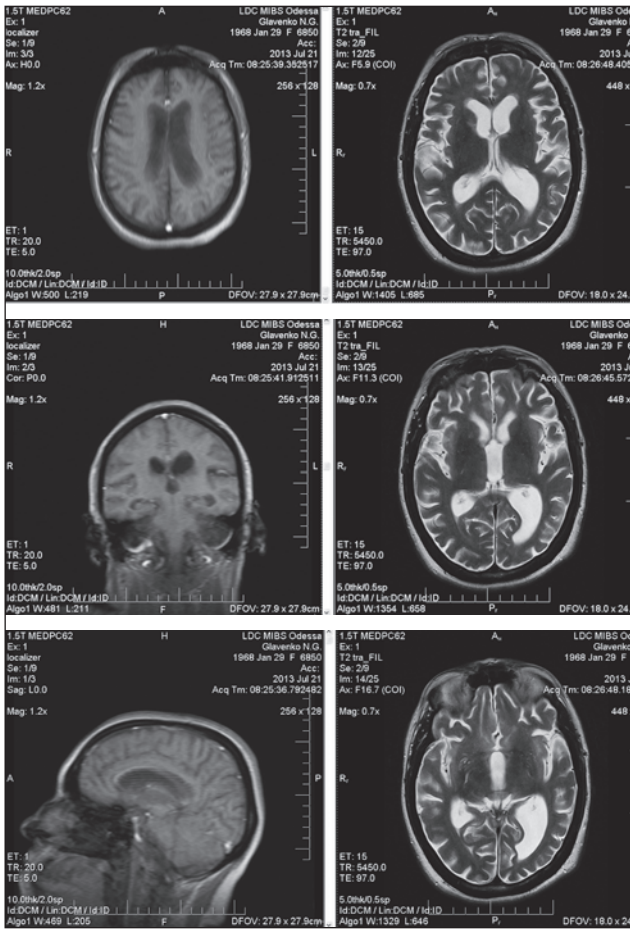 1.5T MEDPC62 A LDC MIBS Odessa
Ex: 1 Glavenko N.G.
localizer 1968 Jan 29 F 6850
Se: 1/9 Acc:
Im: 3/3 2013 Jul 21
Ax: H0.0 Acq Tm: 08:25:39.352517
Mag: 1.2x 256 x 128
R L
ET: 1
TR: 20.0
TE: 5.0
10.0thk/2.0sp
Id:DCM / Lin:DCM / Id:ID
Algo1 W:500 L:219 P DFOV: 27.9 x 27.9cm
1.5T MEDPC62 LDC MIBS Odessa
Ex: 1 Glavenko N
T2 tra_FIL 1968 Jan 29 F 68
Se: 2/9 Acc
Im: 12/25 2013 J
Ax: F5.9 (COI) Acq Tm: 08:26:48.405
Mag: 0.7x 448 x
ET: 15
TR: 5450.0
TE: 97.0
5.0thk/0.5sp
Id:DCM / Lin:DCM / Id:ID
Algo1 W:1405 L:685 DFOV: 18.0 x 24.
1.5T MEDPC62 H LDC MIBS Odessa
Ex: 1 Glavenko N.G.
localizer 1968 Jan 29 F 6850
Se: 1/9 Acc:
Im: 2/3 2013 Jul 21
Cor: P0.0 Acq Tm: 08:25:41.912511
Mag: 1.2x 256 x 128
R L
ET: 1
TR: 20.0
TE: 5.0
10.0thk/2.0sp
Id:DCM / Lin:DCM / Id:ID
Algo1 W:481 L:211 F DFOV: 27.9 x 27.9cm
1.5T MEDPC62 LDC MIBS Odessa
Ex: 1 Glavenko N
T2 tra_FIL 1968 Jan 29 F 68
Se: 2/9 Acc
Im: 13/25 2013 J
Ax: F11.3 (COI) Acq Tm: 08:26:45.572
Mag: 0.7x 448 x
ET: 15
TR: 5450.0
TE: 97.0
5.0thk/0.5sp
Id:DCM / Lin:DCM / Id:ID
Algo1 W:1354 L:658 DFOV: 18.0 x 24.
1.5T MEDPC62 H LDC MIBS Odessa
Ex: 1 Glavenko N.G.
localizer 1968 Jan 29 F 6850
Se: 1/9 Acc:
Im: 1/3 2013 Jul 21
Sag: L0.0 Acq Tm: 08:25:36.792482
Mag: 1.2x 256 x 128
A P
ET: 1
TR: 20.0
TE: 5.0
10.0thk/2.0sp
Id:DCM / Lin:DCM / Id:ID
Algo1 W:469 L:205 F DFOV: 27.9 x 27.9cm
1.5T MEDPC62 LDC MIBS Odessa
Ex: 1 Glavenko N
T2 tra_FIL 1968 Jan 29 F 68
Se: 2/9 Acc
Im: 14/25 2013 J
Ax: F16.7 (COI) Acq Tm: 08:26:48.18
Mag: 0.7x 448
ET: 15
TR: 5450.0
TE: 97.0
5.0thk/0.5sp
Id:DCM / Lin:DCM / Id:ID
Algo1 W:1329 L:646 DFOV: 18.0 x 24